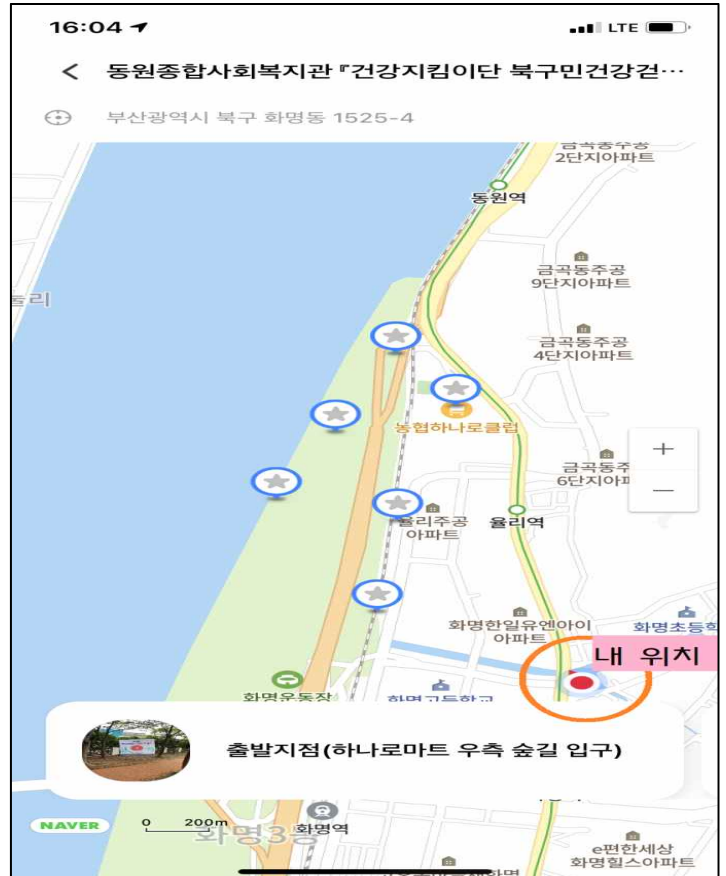 16:04
LTE
동원종합사회복지관『건강지킴이단 북구민건강걷…
부산광역시 북구 화명동 1525-4
금곡동주공
2단지아파트
동원역
금곡동주공
9단지아파트
금곡동주공
4단지아파트
농협하나로클럽
금곡동주
6단지아파
율리주공
아파트
율리역
화명한일유엔아이
아파트
화명초등학
내 위치
화명운동장
화명고등학교
출발지점(하나로마트 우측 숲길 입구)
NAVER
0 200m
화명3동
화명역
e편한세상
화명힐스아파트